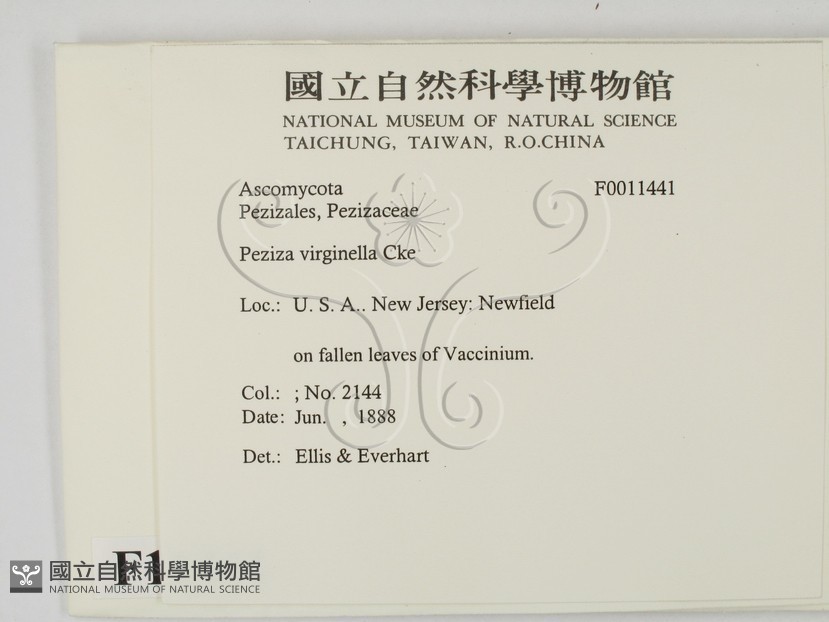 國立自然科學博物館
NATIONAL MUSEUM OF NATURAL SCIENCE
TAICHUNG, TAIWAN, R.O.CHINA
Ascomycota F0011441
Pezizales, Pezizaceae
Peziza virginella Cke
Loc.: U. S. A.. New Jersey: Newfield
on fallen leaves of Vaccinium.
Col.: ; No. 2144
Date: Jun. , 1888
Det.: Ellis & Everhart
F1
國立自然科學博物館
NATIONAL MUSEUM OF NATURAL SCIENCE